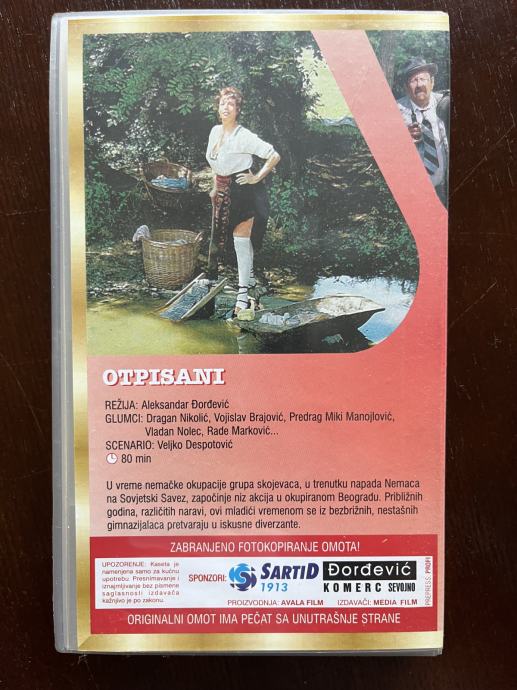 OTPISANI
REŽIJA: Aleksandar Đorđević
GLUMCI: Dragan Nikolić, Vojislav Brajović, Predrag Miki Manojlović,
Vladan Nolec, Rade Marković...
SCENARIO: Veljko Despotović
80 min
U vreme nemačke okupacije grupa skojevaca, u trenutku napada Nemaca
na Sovjetski Savez, započinje niz akcija u okupiranom Beogradu. Približnih
godina, različitih naravi, ovi mladići vremenom se iz bezbrižnih, nestašnih
gimnazijalaca pretvaraju u iskusne diverzante.
ZABRANJENO FOTOKOPIRANJE OMOTA!
UPOZORENJE: Kaseta je
namenjena samo za kućnu
upotrebu. Presnimavanje i
iznajmljivanje bez pismene
saglasnosti izdavača
kažnjivo je po zakonu.
SPONZORI:
SARTID
1913
Đorđević
KOMERC SEVOJNO
PROIZVODNJA: AVALA FILM
IZDAVAČ: MEDIA FILM
PREPRESS: PROFI
ORIGINALNI OMOT IMA PEČAT SA UNUTRAŠNJE STRANE